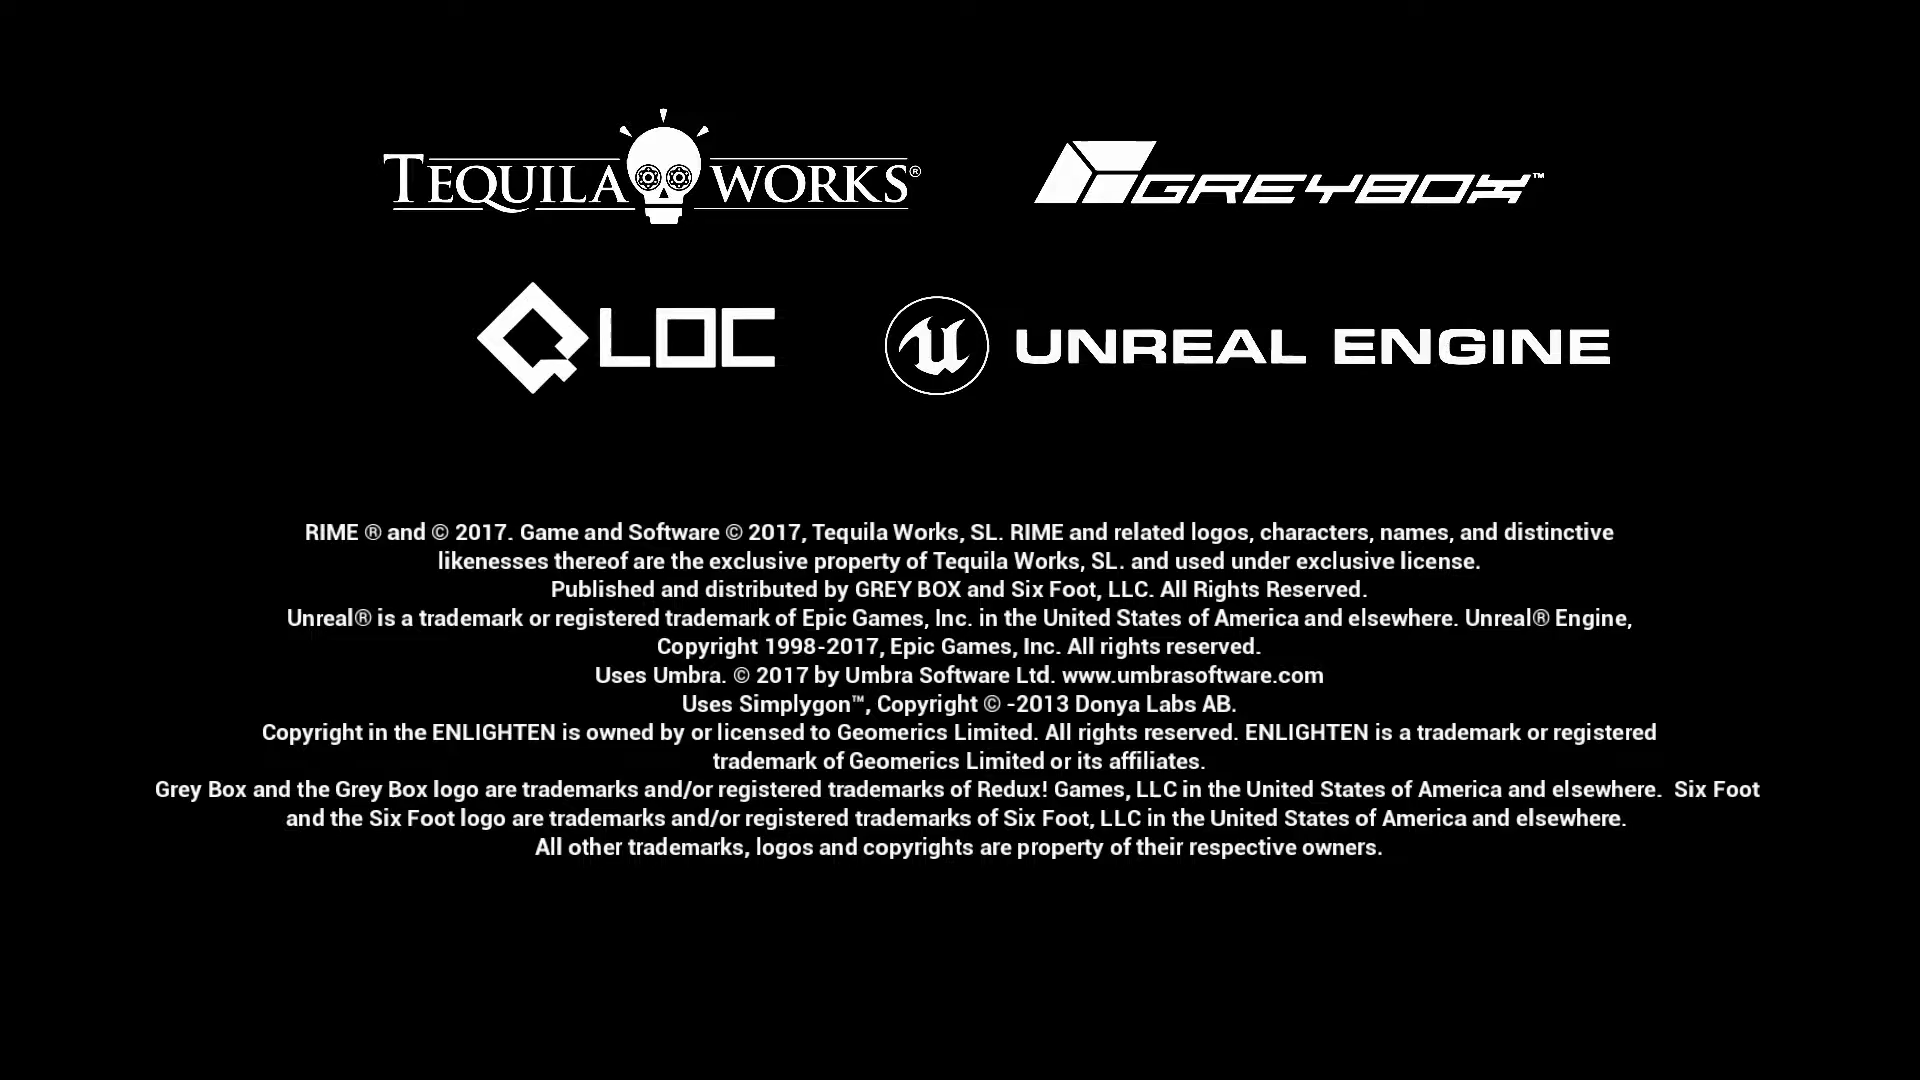 TEQUILA WORKS®
GREYBOX™
QLOC
UNREAL ENGINE
RIME ® and © 2017. Game and Software © 2017, Tequila Works, SL. RIME and related logos, characters, names, and distinctive
likenesses thereof are the exclusive property of Tequila Works, SL. and used under exclusive license.
Published and distributed by GREY BOX and Six Foot, LLC. All Rights Reserved.
Unreal® is a trademark or registered trademark of Epic Games, Inc. in the United States of America and elsewhere. Unreal® Engine,
Copyright 1998-2017, Epic Games, Inc. All rights reserved.
Uses Umbra. © 2017 by Umbra Software Ltd. www.umbrasoftware.com
Uses Simplygon™, Copyright © -2013 Donya Labs AB.
Copyright in the ENLIGHTEN is owned by or licensed to Geomerics Limited. All rights reserved. ENLIGHTEN is a trademark or registered
trademark of Geomerics Limited or its affiliates.
Grey Box and the Grey Box logo are trademarks and/or registered trademarks of Redux! Games, LLC in the United States of America and elsewhere.  Six Foot
and the Six Foot logo are trademarks and/or registered trademarks of Six Foot, LLC in the United States of America and elsewhere.
All other trademarks, logos and copyrights are property of their respective owners.